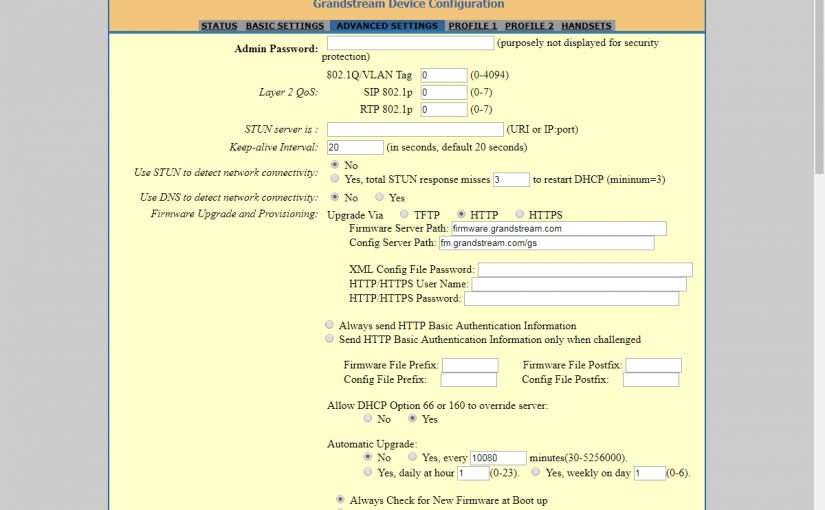 Grandstream Device Configuration
STATUS BASIC SETTINGS ADVANCED SETTINGS PROFILE 1 PROFILE 2 HANDSETS
Admin Password: (purposely not displayed for security
protection)
802.1Q/VLAN Tag 0 (0-4094)
Layer 2 QoS: SIP 802.1p 0 (0-7)
RTP 802.1p 0 (0-7)
STUN server is : (URI or IP:port)
Keep-alive Interval: 20 (in seconds, default 20 seconds)
No
Use STUN to detect network connectivity:
Yes, total STUN response misses 3 to restart DHCP (mininum=3)
Use DNS to detect network connectivity: No Yes
Firmware Upgrade and Provisioning: Upgrade Via TFTP HTTP HTTPS
Firmware Server Path: firmware.grandstream.com
Config Server Path: fm.grandstream.com/gs
XML Config File Password:
HTTP/HTTPS User Name:
HTTP/HTTPS Password:
Always send HTTP Basic Authentication Information
Send HTTP Basic Authentication Information only when challenged
Firmware File Prefix: Firmware File Postfix:
Config File Prefix: Config File Postfix:
Allow DHCP Option 66 or 160 to override server:
No Yes
Automatic Upgrade:
No Yes, every 10080 minutes(30-5256000).
Yes, daily at hour 1 (0-23). Yes, weekly on day 1 (0-6).
Always Check for New Firmware at Boot up